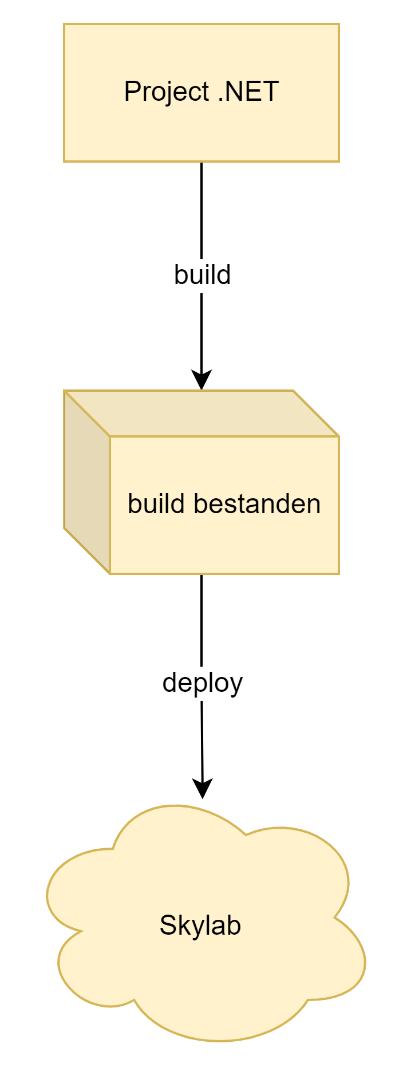 Project .NET
build
build bestanden
deploy
Skylab